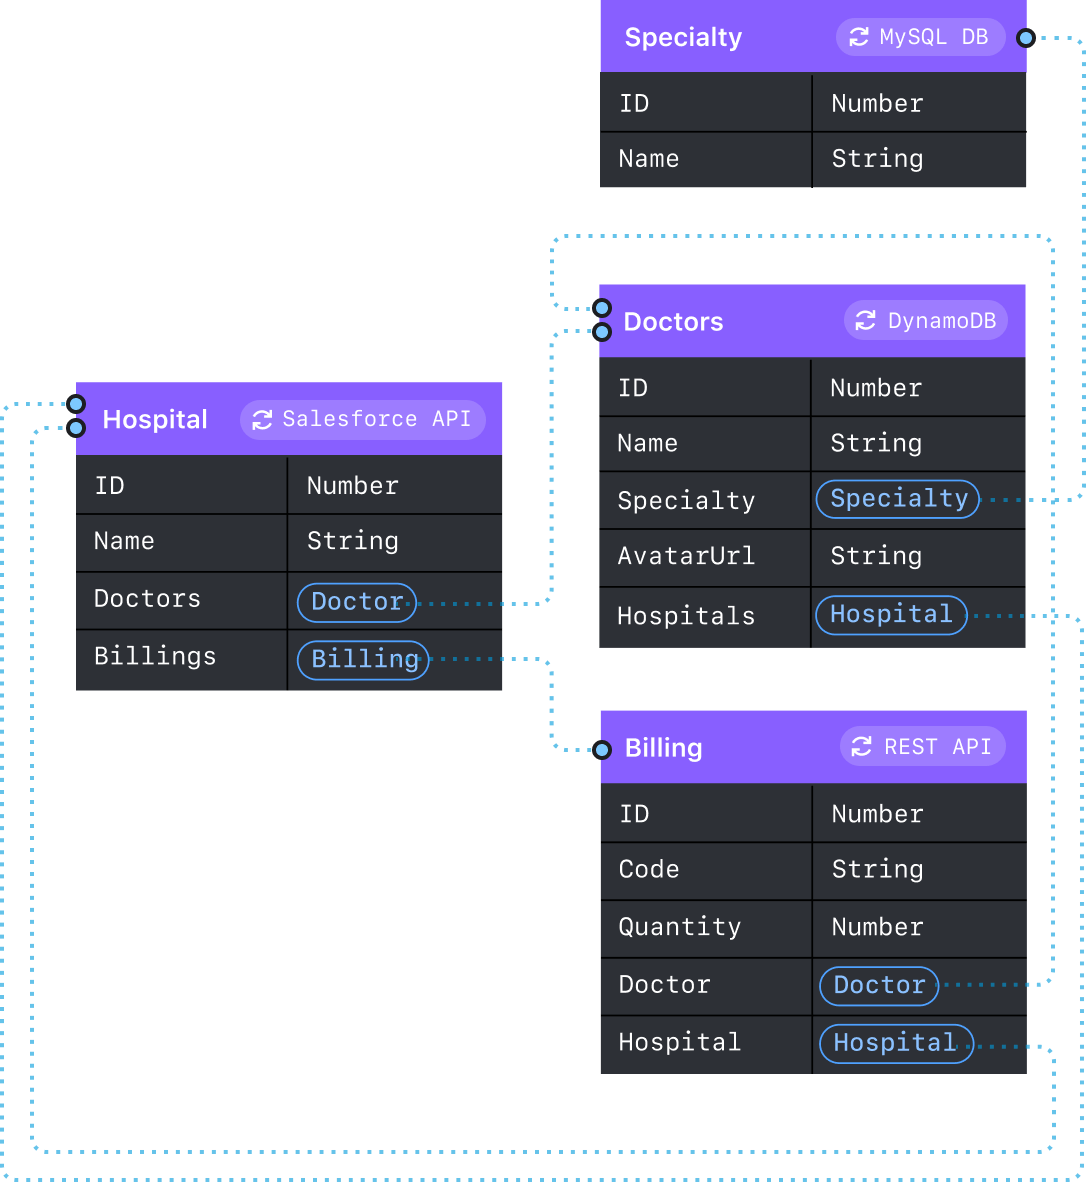 Specialty MySQL DB
ID Number
Name String
Doctors DynamoDB
ID Number
Name String
Specialty Specialty
AvatarUrl String
Hospitals Hospital
Hospital Salesforce API
ID Number
Name String
Doctors Doctor
Billings Billing
Billing REST API
ID Number
Code String
Quantity Number
Doctor Doctor
Hospital Hospital